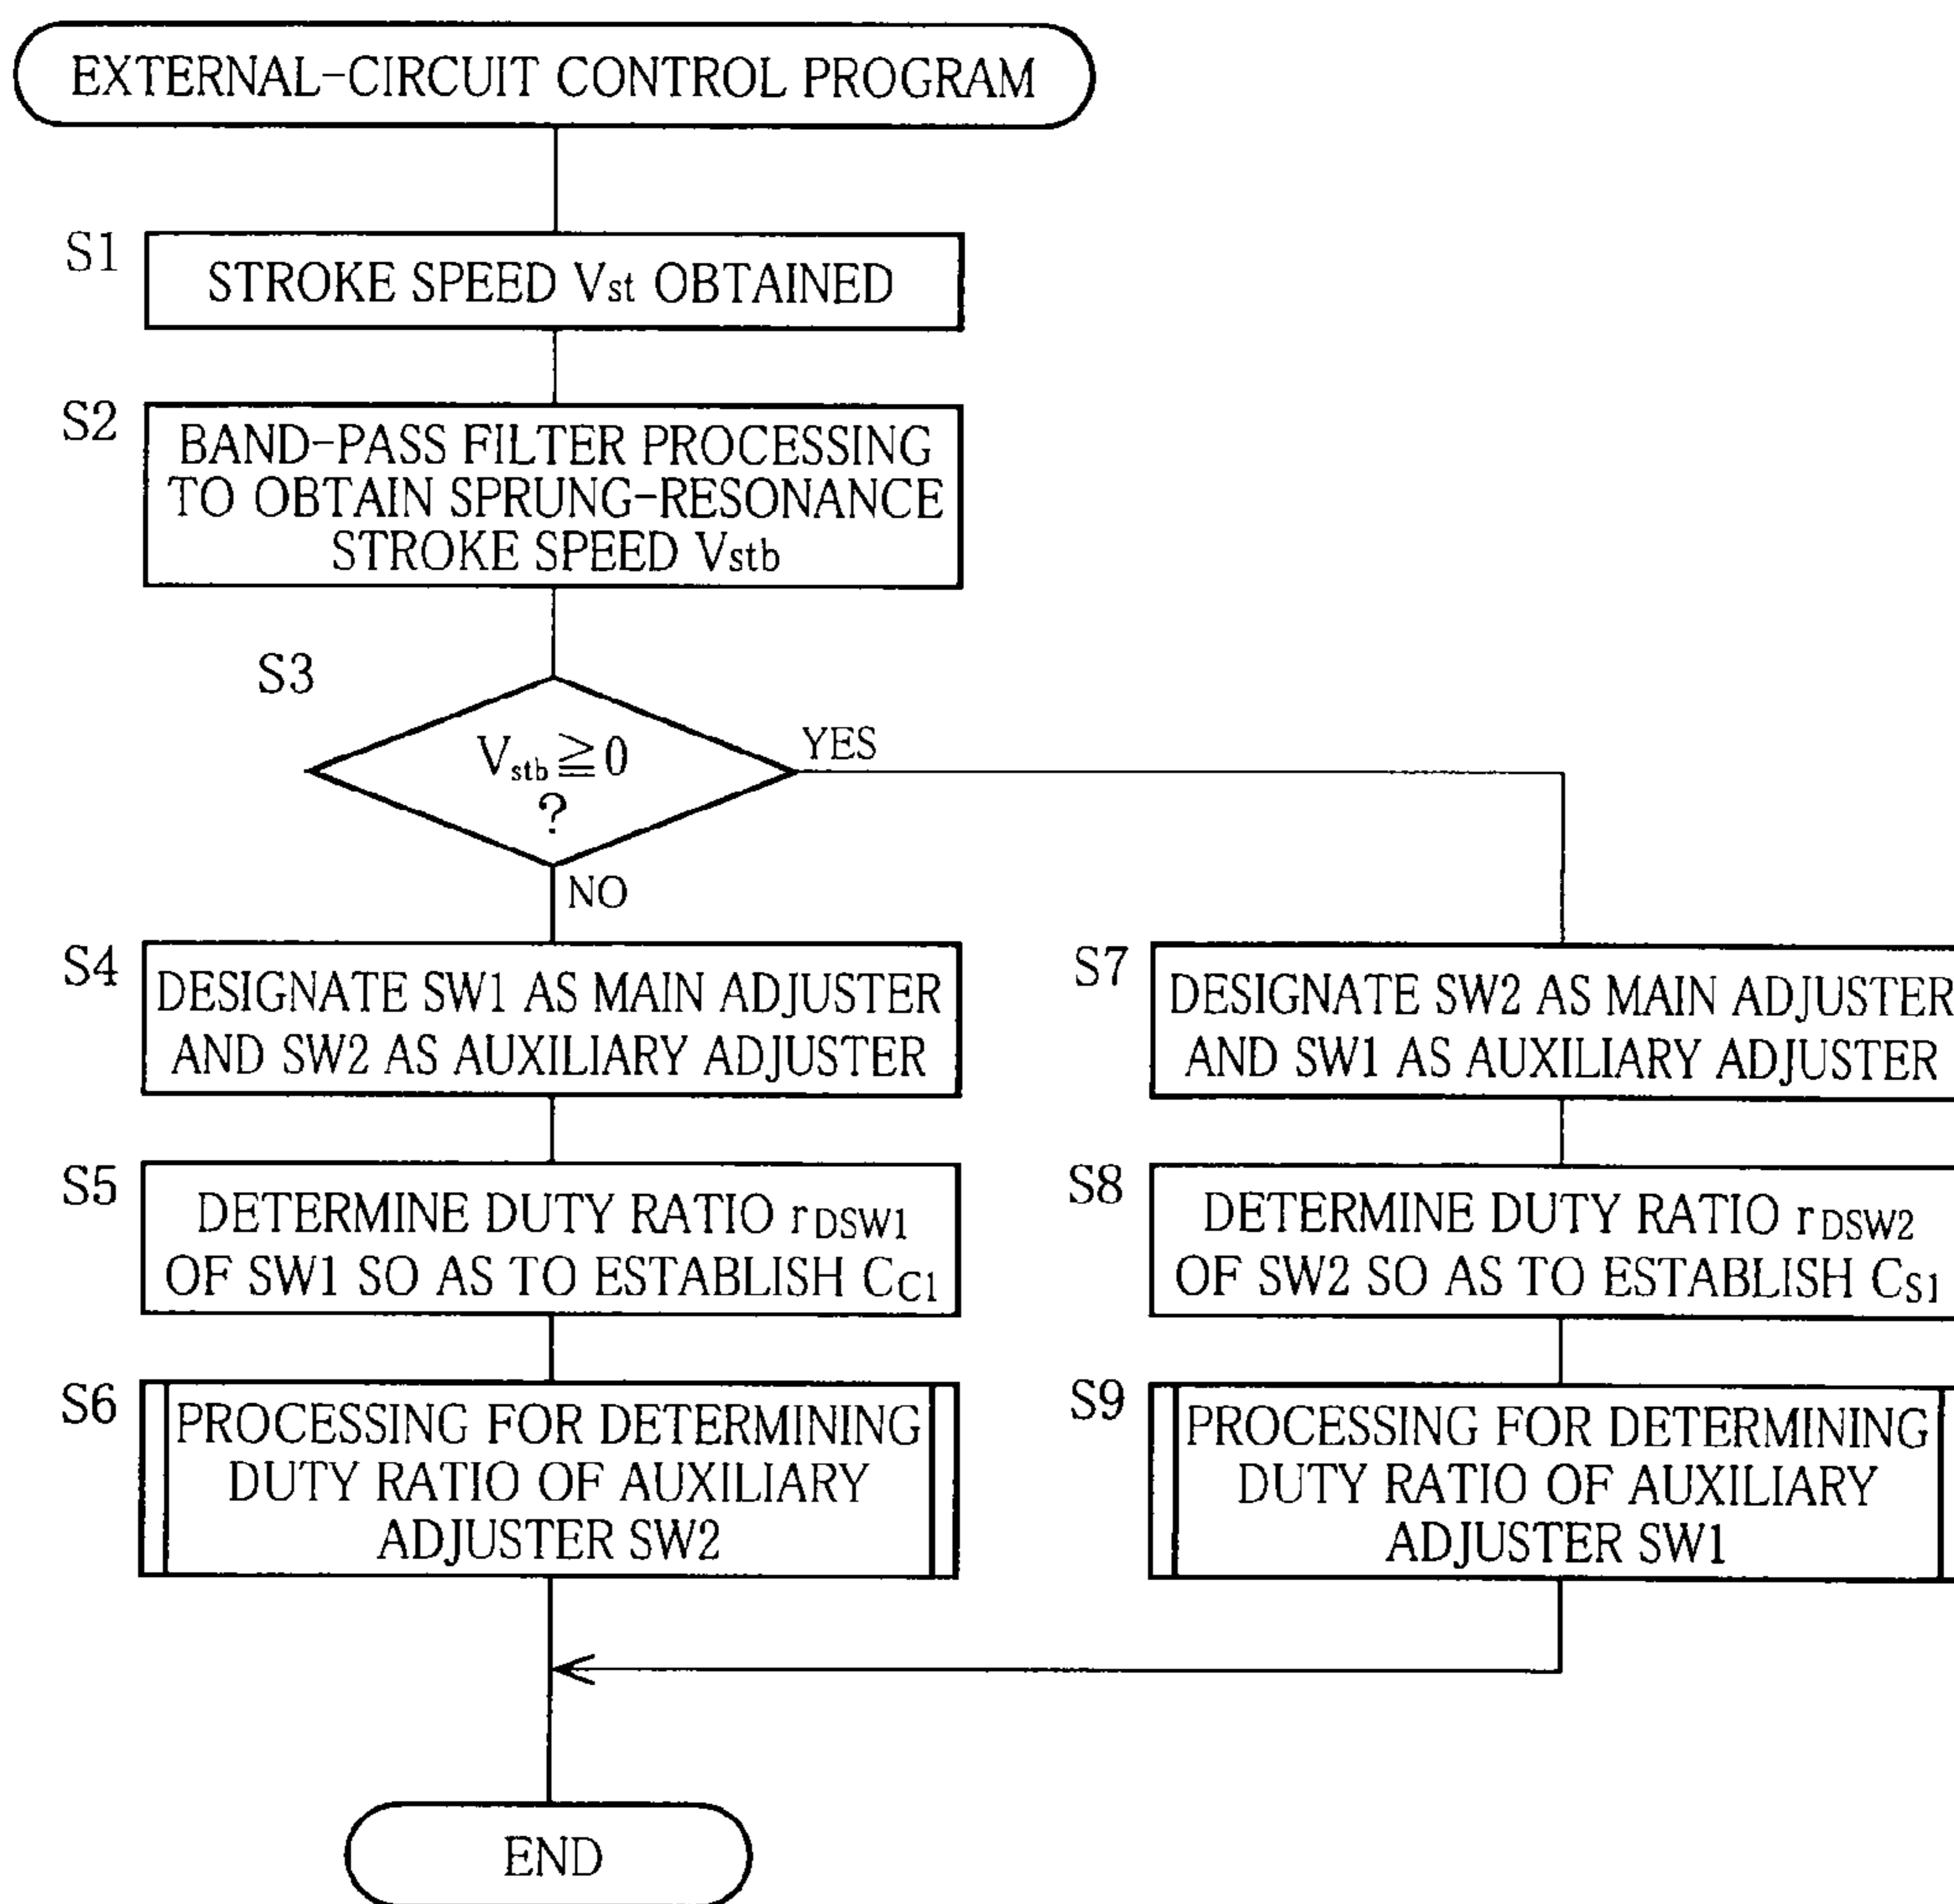 EXTERNAL-CIRCUIT CONTROL PROGRAM
S1
STROKE SPEED Vst OBTAINED
S2
BAND-PASS FILTER PROCESSING
TO OBTAIN SPRUNG-RESONANCE
STROKE SPEED Vstb
S3
Vstb≧0
?
YES
NO
S4
DESIGNATE SW1 AS MAIN ADJUSTER
AND SW2 AS AUXILIARY ADJUSTER
S5
DETERMINE DUTY RATIO rDSW1
OF SW1 SO AS TO ESTABLISH CC1
S6
PROCESSING FOR DETERMINING
DUTY RATIO OF AUXILIARY
ADJUSTER SW2
S7
DESIGNATE SW2 AS MAIN ADJUSTER
AND SW1 AS AUXILIARY ADJUSTER
S8
DETERMINE DUTY RATIO rDSW2
OF SW2 SO AS TO ESTABLISH CS1
S9
PROCESSING FOR DETERMINING
DUTY RATIO OF AUXILIARY
ADJUSTER SW1
END